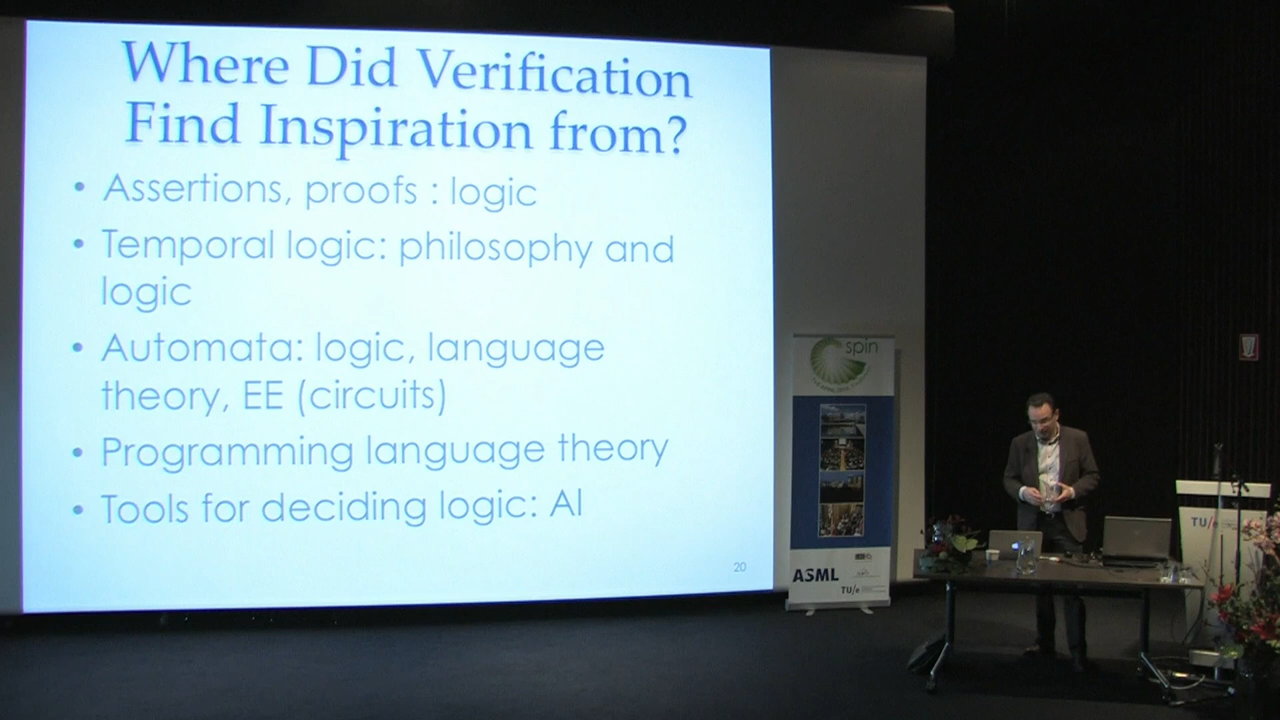 Where Did Verification
Find Inspiration from?
• Assertions, proofs : logic
• Temporal logic: philosophy and
logic
• Automata: logic, language
theory, EE (circuits)
• Programming language theory
• Tools for deciding logic: AI
20
spin
ASML
TU/e
TU/e